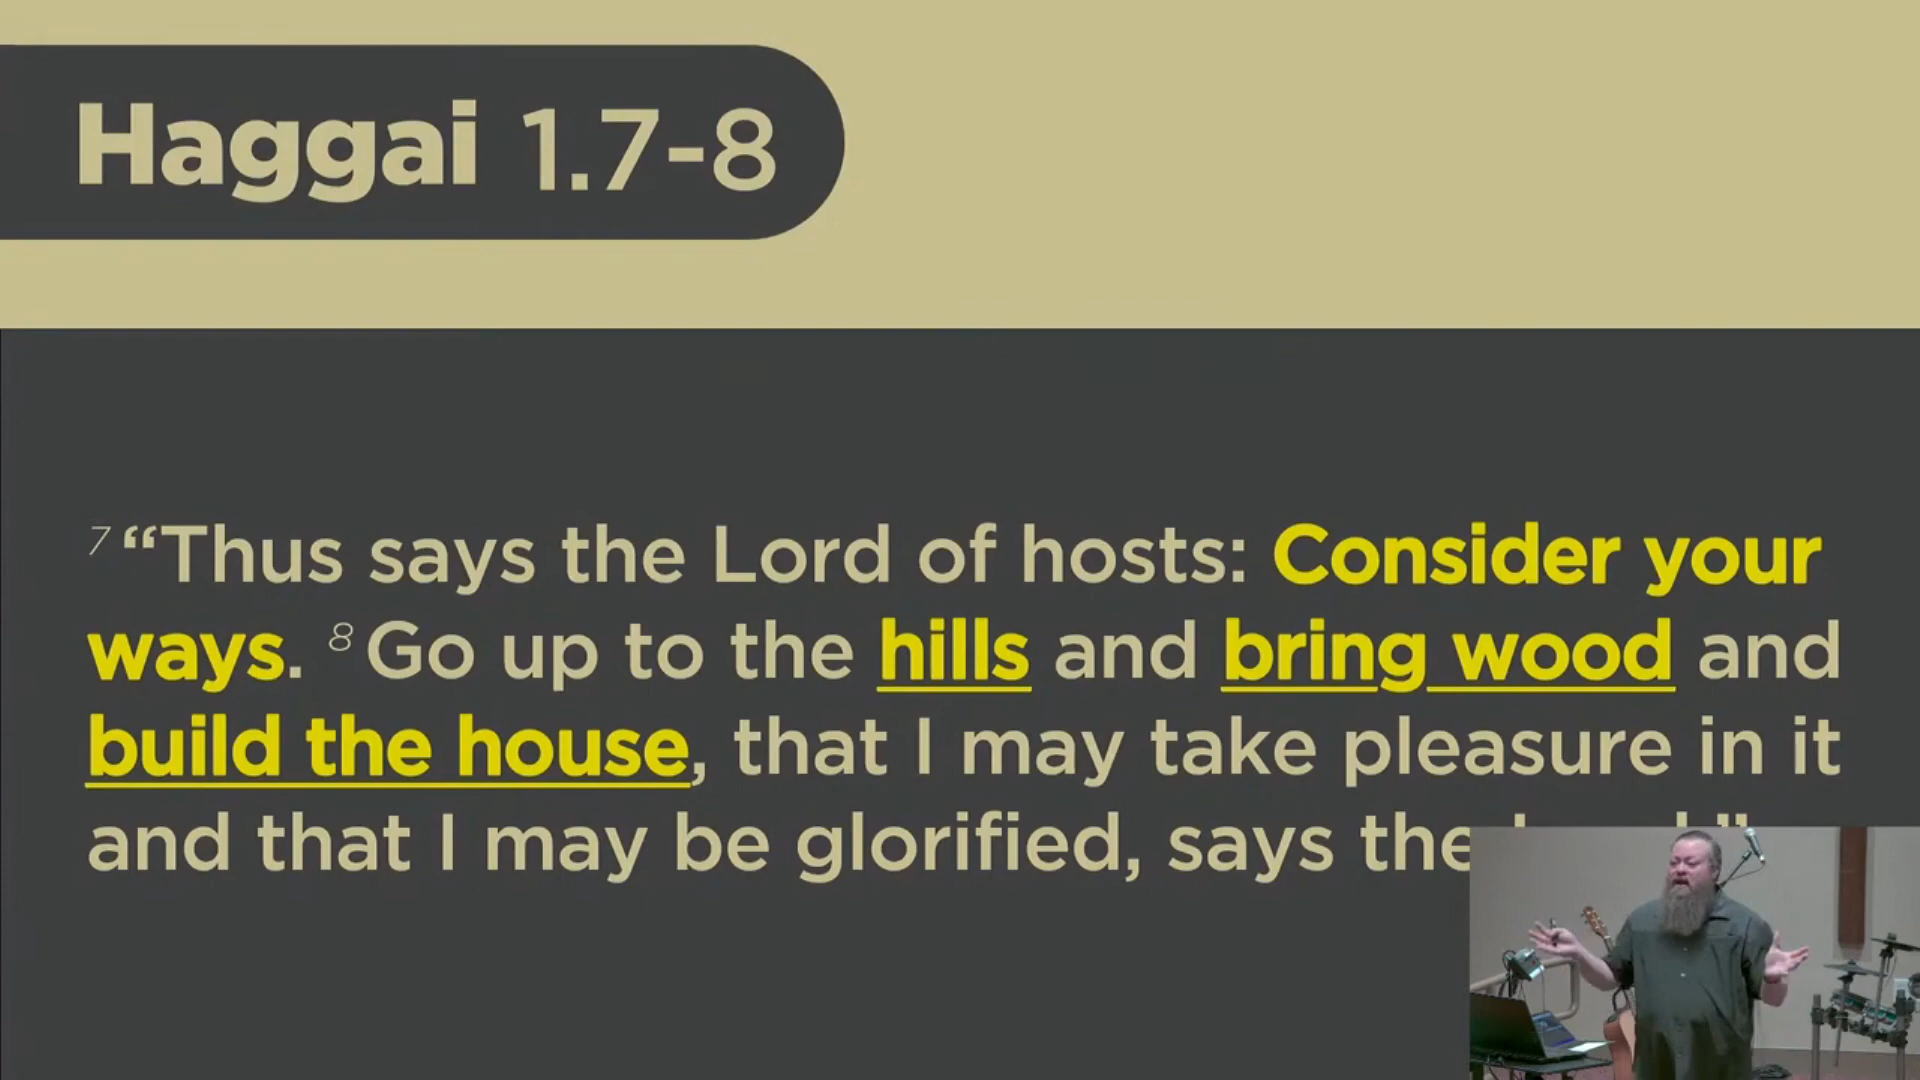 Haggai 1.7-8
7 “Thus says the Lord of hosts: Consider your
ways. 8 Go up to the hills and bring wood and
build the house, that I may take pleasure in it
and that I may be glorified, says the